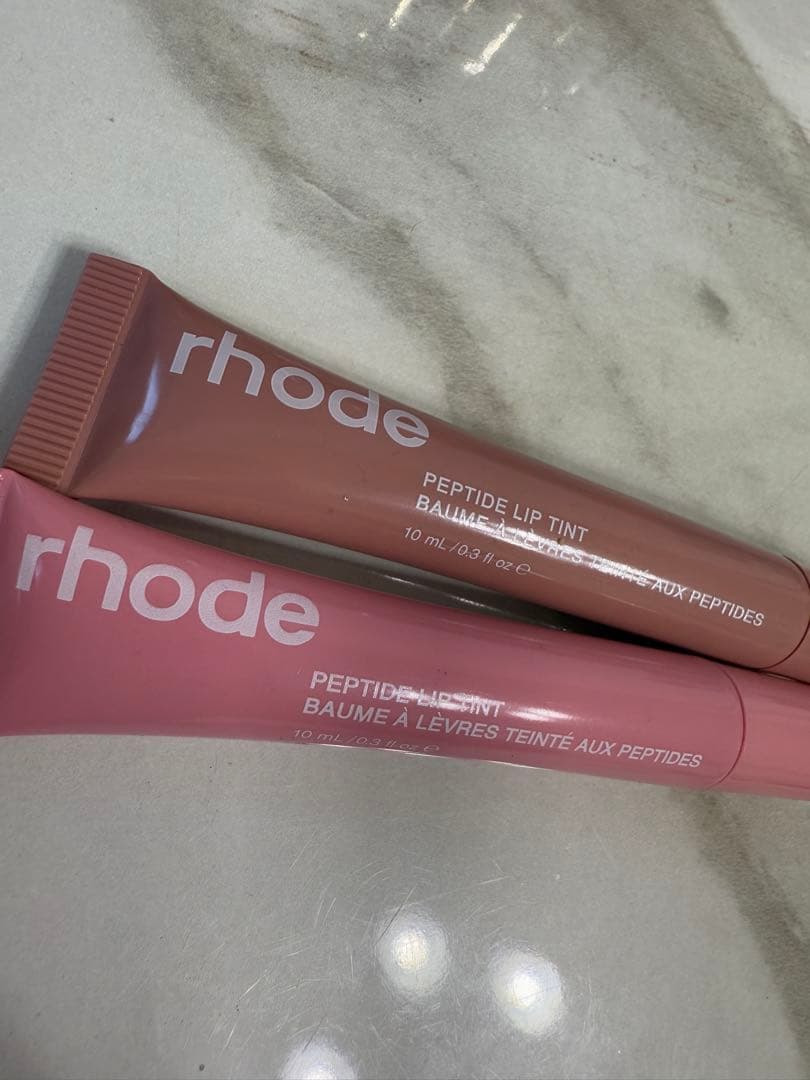 rhode
PEPTIDE LIP TINT
BAUME À LÈVRES TEINTÉ AUX PEPTIDES
10 mL / 0.3 fl oz ℮
rhode
PEPTIDE LIP TINT
BAUME À LÈVRES TEINTÉ AUX PEPTIDES
10 mL / 0.3 fl oz ℮